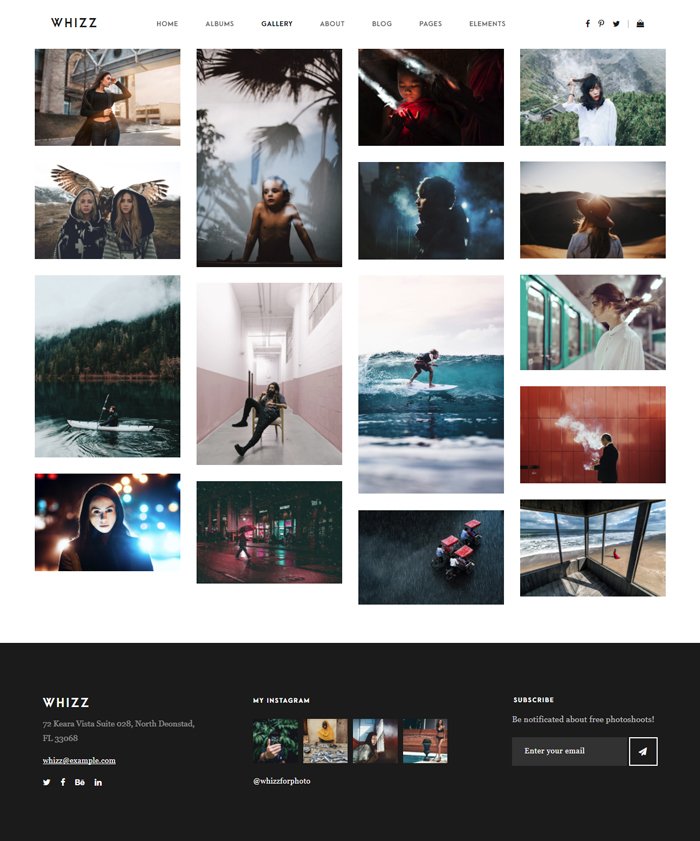 WHIZZ
HOME ALBUMS GALLERY ABOUT BLOG PAGES ELEMENTS
WHIZZ
72 Keara Vista Suite 028, North Deonstad,
FL 33068
whizz@example.com
MY INSTAGRAM
@whizzforphoto
SUBSCRIBE
Be notificated about free photoshoots!
Enter your email